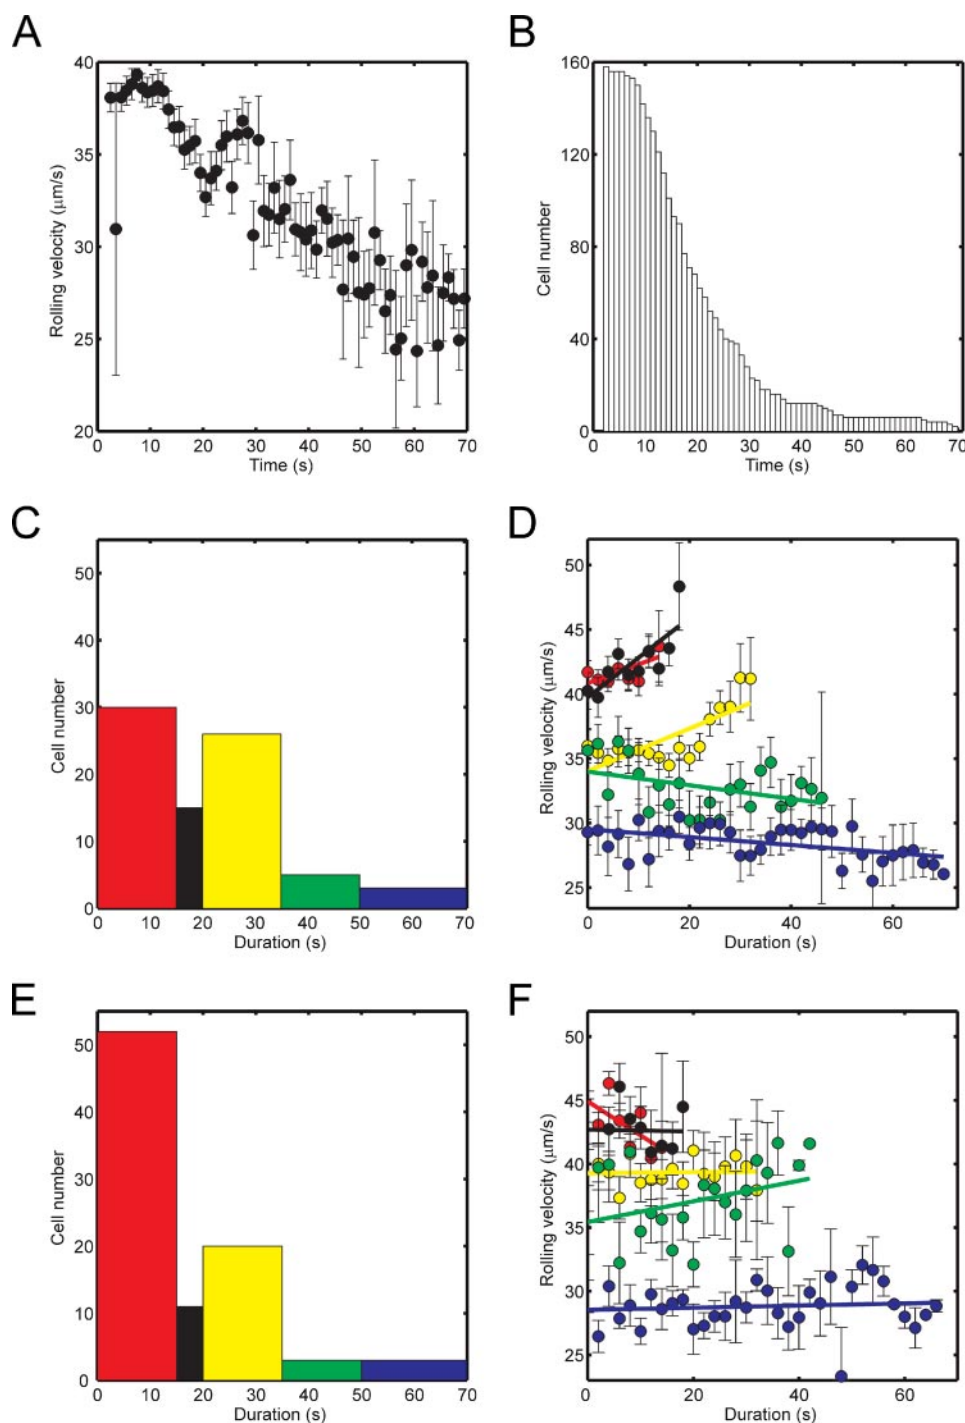 A
40
35
30
25
20
Rolling velocity (μm/s)
0 10 20 30 40 50 60 70
Time (s)
B
160
120
80
40
0
Cell number
0 10 20 30 40 50 60 70
Time (s)
C
50
40
30
20
10
0
Cell number
0 10 20 30 40 50 60 70
Duration (s)
D
50
45
40
35
30
25
Rolling velocity (μm/s)
0 20 40 60
Duration (s)
E
50
40
30
20
10
0
Cell number
0 10 20 30 40 50 60 70
Duration (s)
F
50
45
40
35
30
25
Rolling velocity (μm/s)
0 20 40 60
Duration (s)